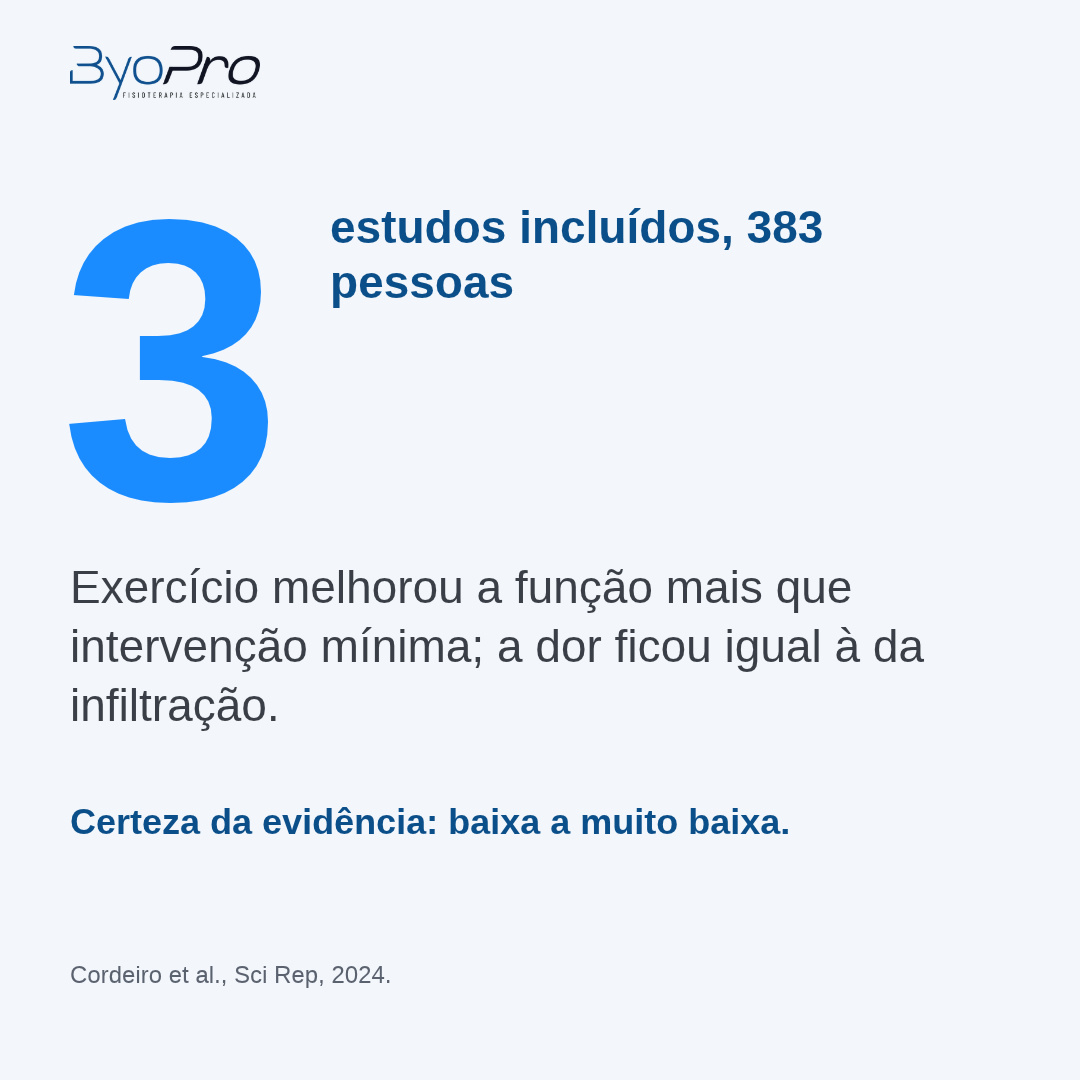 ByoPro
FISIOTERAPIA ESPECIALIZADA
3
estudos incluídos, 383
pessoas
Exercício melhorou a função mais que
intervenção mínima; a dor ficou igual à da
infiltração.
Certeza da evidência: baixa a muito baixa.
Cordeiro et al., Sci Rep, 2024.